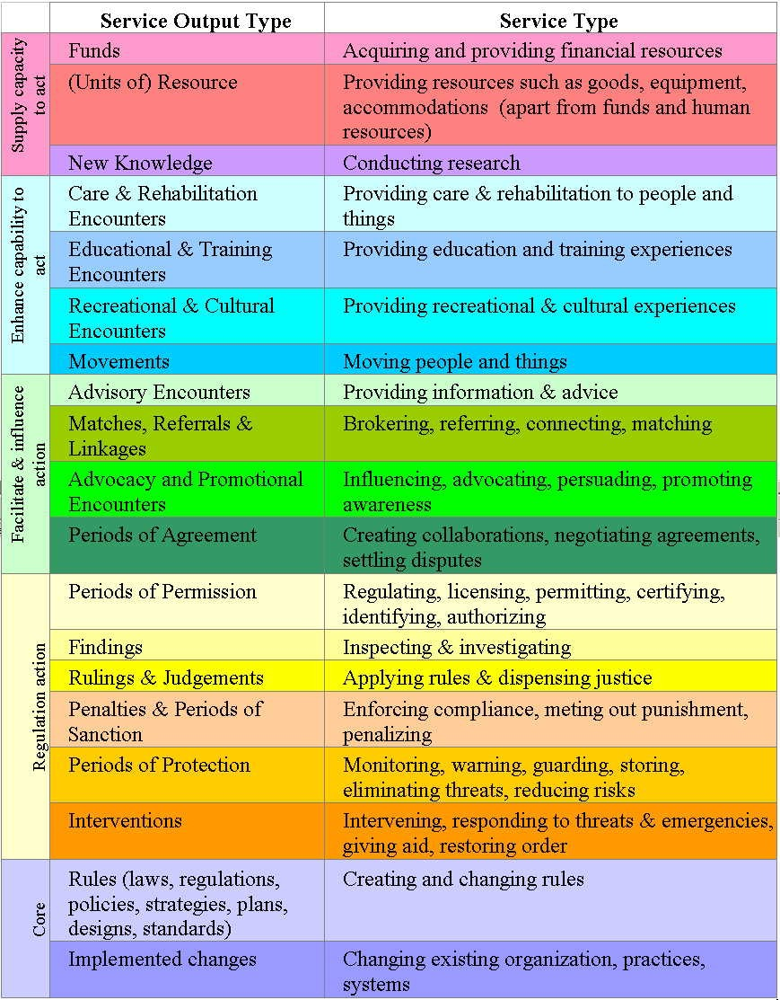 Service Output Type
Service Type
Supply capacity
to act
Funds
Acquiring and providing financial resources
(Units of) Resource
Providing resources such as goods, equipment,
accommodations (apart from funds and human
resources)
New Knowledge
Conducting research
Enhance capability to
act
Care & Rehabilitation
Encounters
Providing care & rehabilitation to people and
things
Educational & Training
Encounters
Providing education and training experiences
Recreational & Cultural
Encounters
Providing recreational & cultural experiences
Movements
Moving people and things
Facilitate & influence
action
Advisory Encounters
Providing information & advice
Matches, Referrals &
Linkages
Brokering, referring, connecting, matching
Advocacy and Promotional
Encounters
Influencing, advocating, persuading, promoting
awareness
Periods of Agreement
Creating collaborations, negotiating agreements,
settling disputes
Regulation action
Periods of Permission
Regulating, licensing, permitting, certifying,
identifying, authorizing
Findings
Inspecting & investigating
Rulings & Judgements
Applying rules & dispensing justice
Penalties & Periods of
Sanction
Enforcing compliance, meting out punishment,
penalizing
Periods of Protection
Monitoring, warning, guarding, storing,
eliminating threats, reducing risks
Interventions
Intervening, responding to threats & emergencies,
giving aid, restoring order
Core
Rules (laws, regulations,
policies, strategies, plans,
designs, standards)
Creating and changing rules
Implemented changes
Changing existing organization, practices,
systems